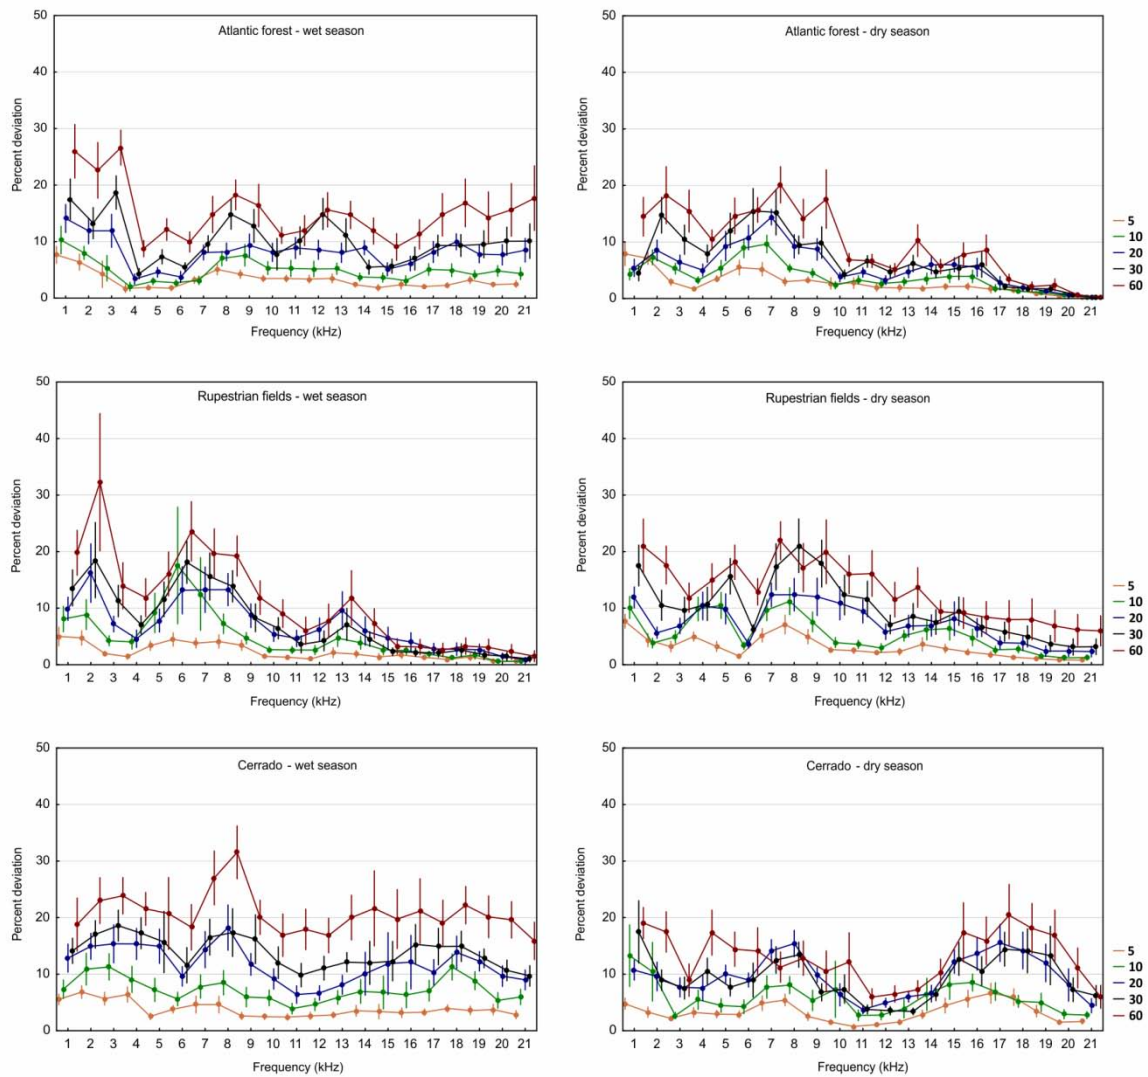 Atlantic forest - wet season
Percent deviation
50
40
30
20
10
0
1 2 3 4 5 6 7 8 9 10 11 12 13 14 15 16 17 18 19 20 21
Frequency (kHz)
Atlantic forest - dry season
Percent deviation
50
40
30
20
10
0
1 2 3 4 5 6 7 8 9 10 11 12 13 14 15 16 17 18 19 20 21
Frequency (kHz)
5
10
20
30
60
Rupestrian fields - wet season
Percent deviation
50
40
30
20
10
0
1 2 3 4 5 6 7 8 9 10 11 12 13 14 15 16 17 18 19 20 21
Frequency (kHz)
Rupestrian fields - dry season
Percent deviation
50
40
30
20
10
0
1 2 3 4 5 6 7 8 9 10 11 12 13 14 15 16 17 18 19 20 21
Frequency (kHz)
5
10
20
30
60
Cerrado - wet season
Percent deviation
50
40
30
20
10
0
1 2 3 4 5 6 7 8 9 10 11 12 13 14 15 16 17 18 19 20 21
Frequency (kHz)
Cerrado - dry season
Percent deviation
50
40
30
20
10
0
1 2 3 4 5 6 7 8 9 10 11 12 13 14 15 16 17 18 19 20 21
Frequency (kHz)
5
10
20
30
60